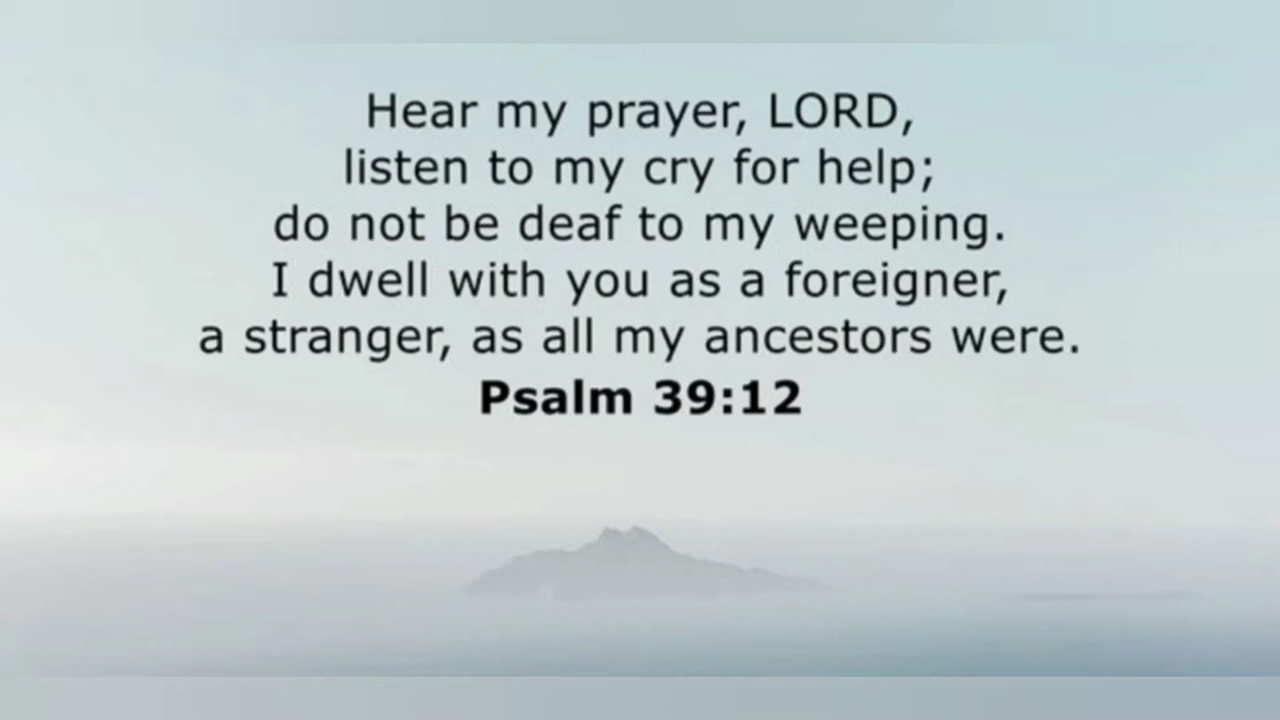 Hear my prayer, LORD,
listen to my cry for help;
do not be deaf to my weeping.
I dwell with you as a foreigner,
a stranger, as all my ancestors were.
Psalm 39:12